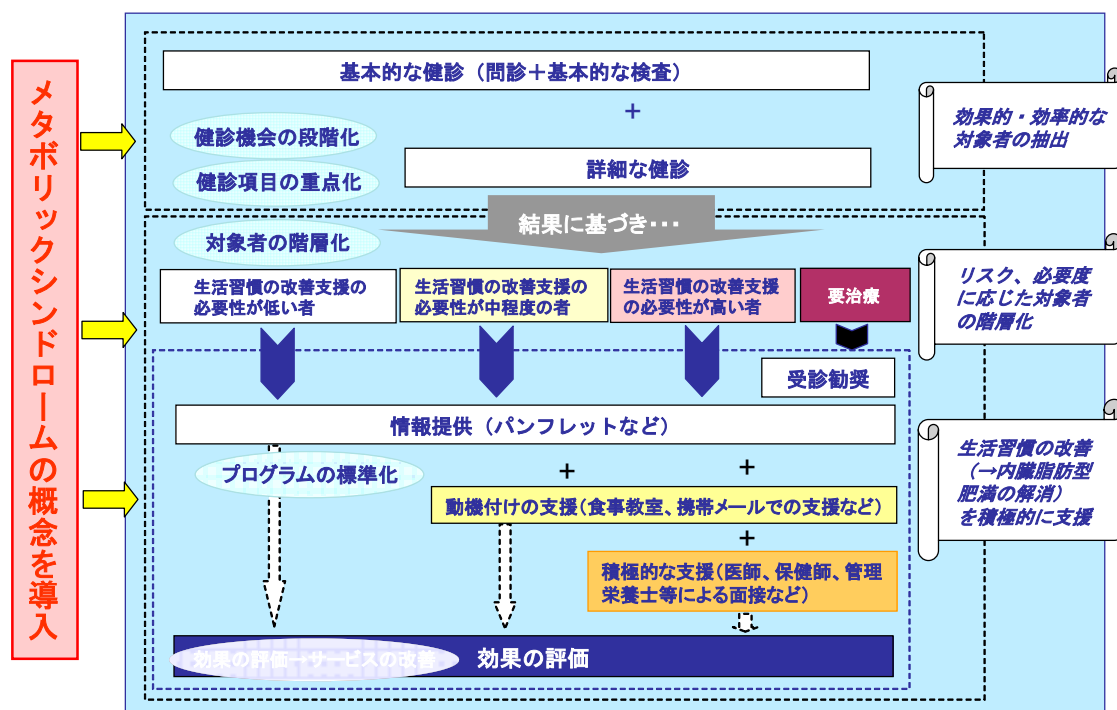 メタボリックシンドロームの概念を導入
基本的な健診（問診＋基本的な検査）
+
健診機会の段階化
健診項目の重点化
詳細な健診
効果的・効率的な
対象者の抽出
結果に基づき…
対象者の階層化
生活習慣の改善支援の
必要性が低い者
生活習慣の改善支援の
必要性が中程度の者
生活習慣の改善支援
の必要性が高い者
要治療
リスク、必要度
に応じた対象者
の階層化
受診勧奨
情報提供（パンフレットなど）
プログラムの標準化
+
+
動機付けの支援（食事教室、携帯メールでの支援など）
+
積極的な支援（医師、保健師、管理
栄養士等による面接など）
生活習慣の改善
（→内臓脂肪型
肥満の解消）
を積極的に支援
効果の評価→サービスの改善
効果の評価